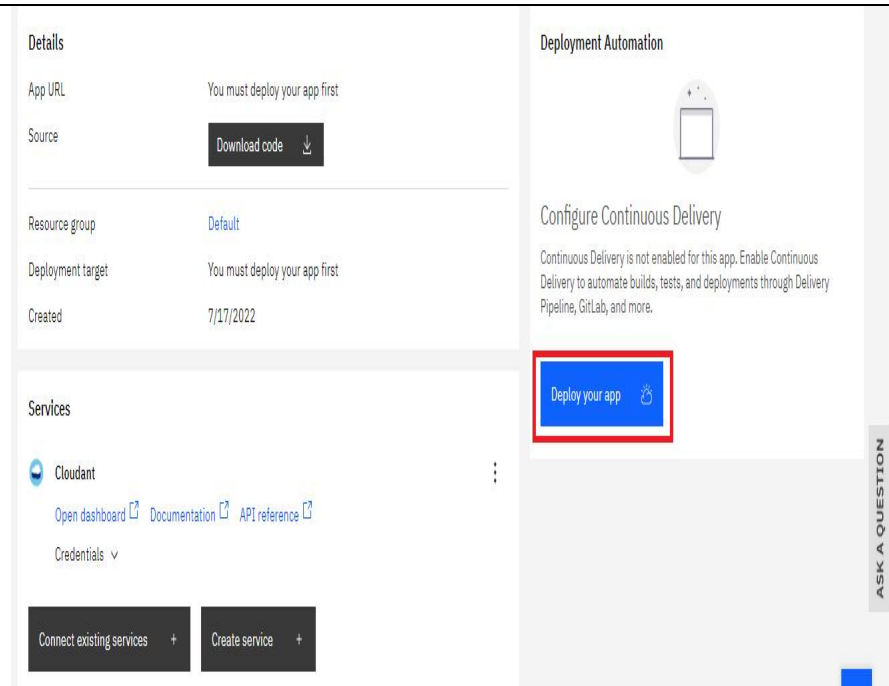 Details
App URL You must deploy your app first
Source Download code
Resource group Default
Deployment target You must deploy your app first
Created 7/17/2022
Services
Cloudant
Open dashboard Documentation API reference
Credentials
Connect existing services +
Create service +
Deployment Automation
Configure Continuous Delivery
Continuous Delivery is not enabled for this app. Enable Continuous
Delivery to automate builds, tests, and deployments through Delivery
Pipeline, GitLab, and more.
Deploy your app
ASK A QUESTION